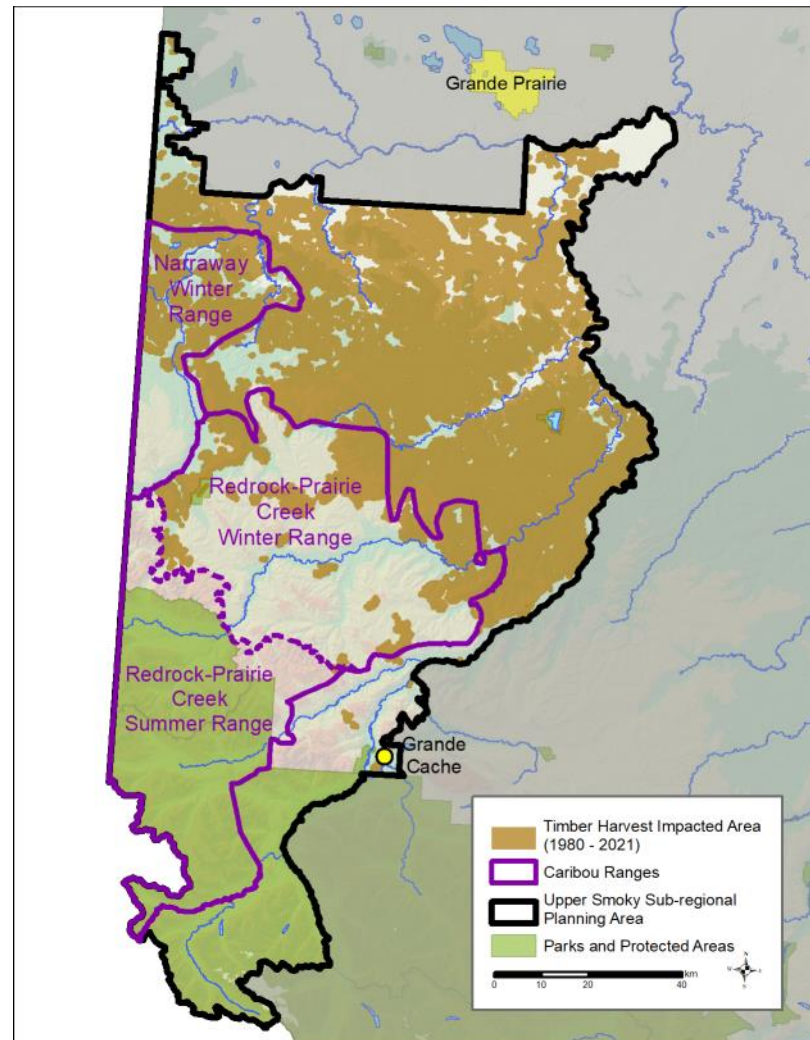 Grande Prairie
Narraway
Winter
Range
Redrock-Prairie
Creek
Winter Range
Redrock-Prairie
Creek
Summer Range
Grande
Cache
Timber Harvest Impacted Area
(1980 - 2021)
Caribou Ranges
Upper Smoky Sub-regional
Planning Area
Parks and Protected Areas
km
0 10 20 40
N
W E
S